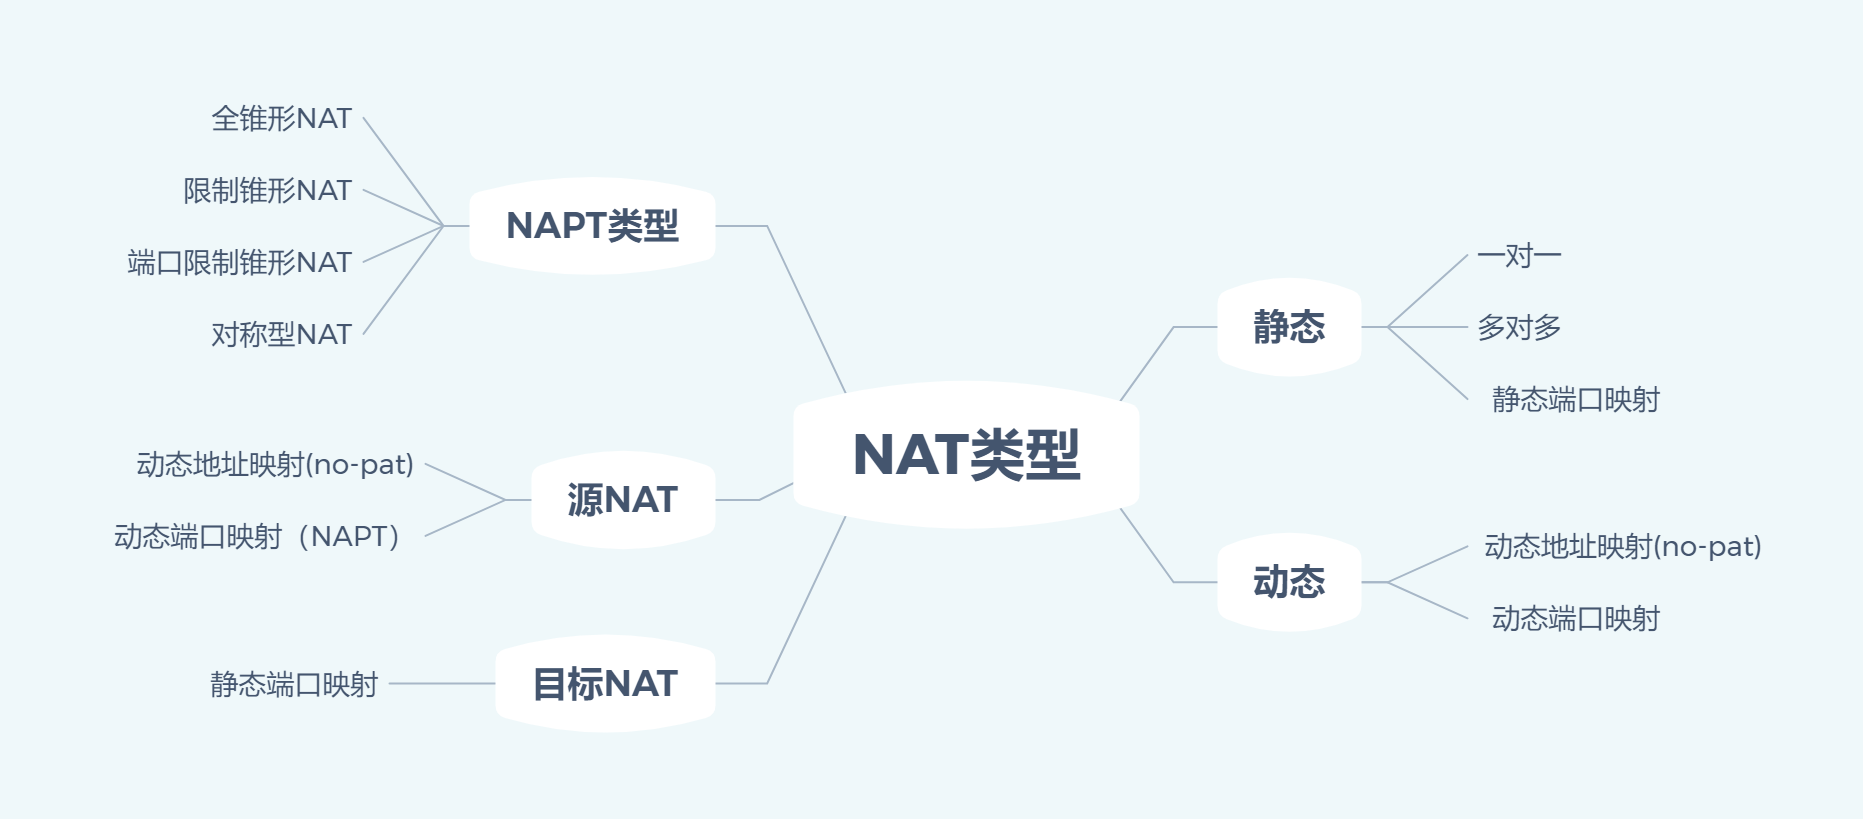 NAT类型
NAPT类型
全锥形NAT
限制锥形NAT
端口限制锥形NAT
对称型NAT
源NAT
动态地址映射(no-pat)
动态端口映射（NAPT）
目标NAT
静态端口映射
静态
一对一
多对多
静态端口映射
动态
动态地址映射(no-pat)
动态端口映射